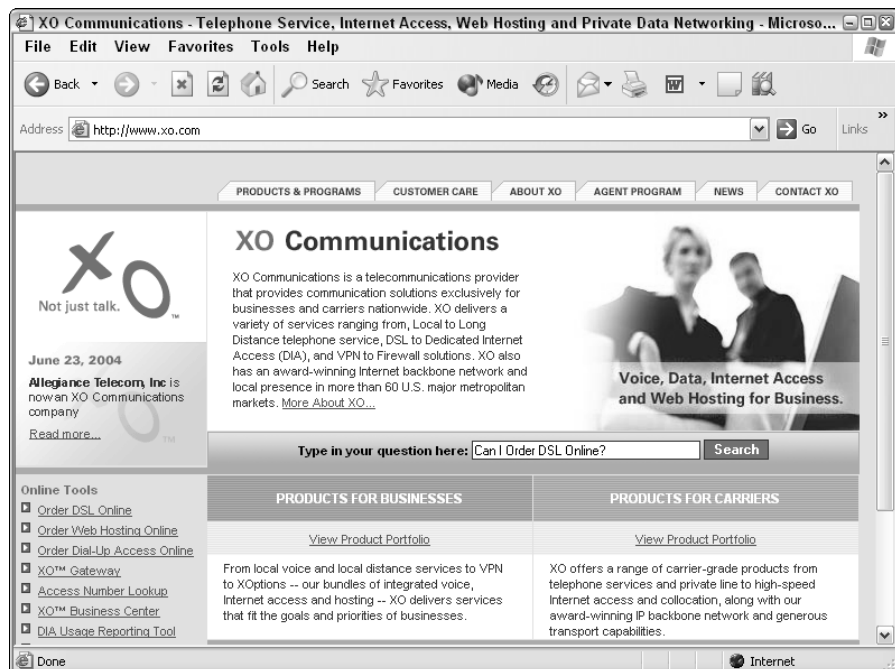 XO Communications - Telephone Service, Internet Access, Web Hosting and Private Data Networking - Microso...
File Edit View Favorites Tools Help
Back Search Favorites Media
Address http://www.xo.com Go Links »
PRODUCTS & PROGRAMS CUSTOMER CARE ABOUT XO AGENT PROGRAM NEWS CONTACT XO
XO
Not just talk. ™
June 23, 2004
Allegiance Telecom, Inc is
now an XO Communications
company
Read more...
XO Communications
XO Communications is a telecommunications provider
that provides communication solutions exclusively for
businesses and carriers nationwide. XO delivers a
variety of services ranging from, Local to Long
Distance telephone service, DSL to Dedicated Internet
Access (DIA), and VPN to Firewall solutions. XO also
has an award-winning Internet backbone network and
local presence in more than 60 U.S. major metropolitan
markets. More About XO...
Voice, Data, Internet Access
and Web Hosting for Business.
Type in your question here: Can I Order DSL Online? Search
Online Tools
Order DSL Online
Order Web Hosting Online
Order Dial-Up Access Online
XO™ Gateway
Access Number Lookup
XO™ Business Center
DIA Usage Reporting Tool
PRODUCTS FOR BUSINESSES
View Product Portfolio
From local voice and local distance services to VPN
to XOptions -- our bundles of integrated voice,
Internet access and hosting -- XO delivers services
that fit the goals and priorities of businesses.
PRODUCTS FOR CARRIERS
View Product Portfolio
XO offers a range of carrier-grade products from
telephone services and private line to high-speed
Internet access and collocation, along with our
award-winning IP backbone network and generous
transport capabilities.
Done Internet